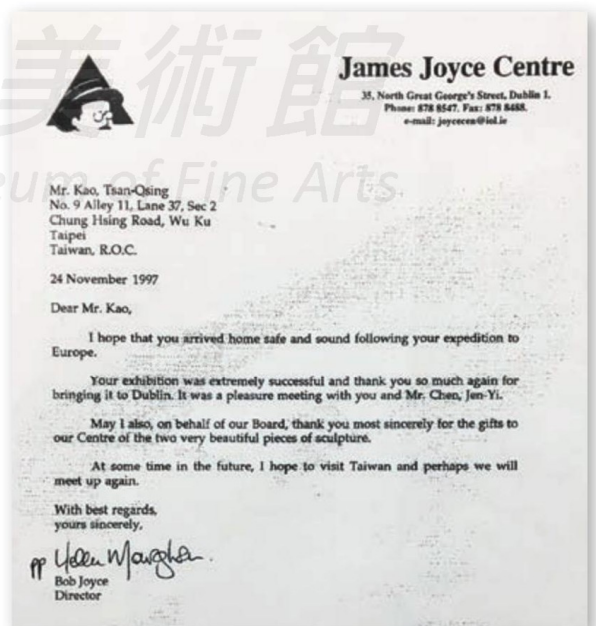 美術館
eum of Fine Arts
James Joyce Centre
35, North Great George's Street, Dublin 1.
Phone: 878 8547. Fax: 878 8488.
e-mail: joycecen@iol.ie
Mr. Kao, Tsan-Qsing
No. 9 Alley 11, Lane 37, Sec 2
Chung Hsing Road, Wu Ku
Taipei
Taiwan, R.O.C.
24 November 1997
Dear Mr. Kao,
I hope that you arrived home safe and sound following your expedition to
Europe.
Your exhibition was extremely successful and thank you so much again for
bringing it to Dublin. It was a pleasure meeting with you and Mr. Chen, Jen-Yi.
May I also, on behalf of our Board, thank you most sincerely for the gifts to
our Centre of the two very beautiful pieces of sculpture.
At some time in the future, I hope to visit Taiwan and perhaps we will
meet up again.
With best regards,
yours sincerely,
pp
Bob Joyce
Director